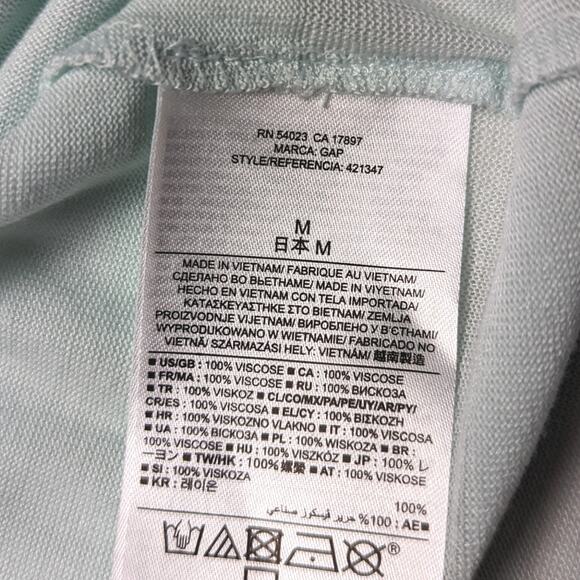 RN 54023 CA 17897
MARCA: GAP
STYLE/REFERENCIA: 421347
M
日本 M
MADE IN VIETNAM/ FABRIQUE AU VIETNAM/
СДЕЛАНО ВО ВЬЕТНАМЕ/ MADE IN VIYETNAM/
HECHO EN VIETNAM CON TELA IMPORTADA/
ΚΑΤΑΣΚΕΥΑΣΤΗΚΕ ΣΤΟ ΒΙΕΤΝΑΜ/ ZEMLJA
PROIZVODNJE VIJETNAM/ ВИРОБЛЕНО У В'ЄТНАМІ/
WYPRODUKOWANO W WIETNAMIE/ FABRICADO NO
VIETNÃ/ SZÁRMAZÁSI HELY: VIETNÁM/ 越南製造
■ US/GB : 100% VISCOSE ■ CA : 100% VISCOSE
■ FR/MA : 100% VISCOSE ■ RU : 100% ВИСКОЗА
■ TR : 100% VISKOZ ■ CL/CO/MX/PA/PE/UY/AR/PY/
CR/ES : 100% VISCOSA ■ EL/CY : 100% ΒΙΣΚΟΖΗ
■ HR : 100% VISKOZNO VLAKNO ■ IT : 100% VISCOSA
■ UA : 100% ВІСКОЗА ■ PL : 100% WISKOZA ■ BR :
100% VISCOSE ■ HU : 100% VISZKÓZ ■ JP : 100% レ
ーヨン ■ TW/HK : 100% 嫘縈 ■ AT : 100% VISKOSE
■ SI : 100% VISKOZA
■ KR : 레이온 100%
■AE : 100% حرير فيسكوز صناعي
®